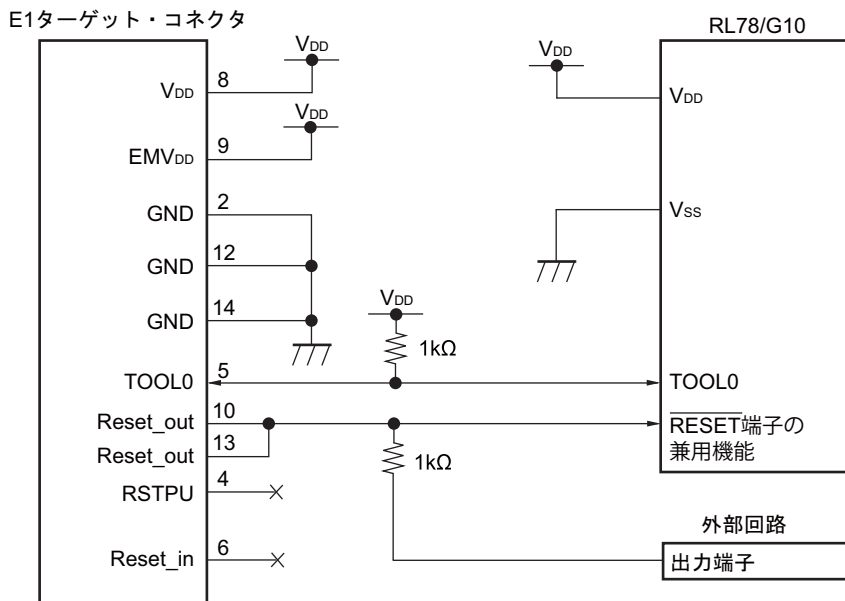 E1ターゲット・コネクタ
RL78/G10
VDD
8
VDD
VDD
VDD
VDD
EMVDD
9
GND
2
VSS
GND
12
GND
14
VDD
1kΩ
TOOL0
5
TOOL0
Reset_out
10
RESET端子の
兼用機能
Reset_out
13
1kΩ
RSTPU
4
外部回路
Reset_in
6
出力端子